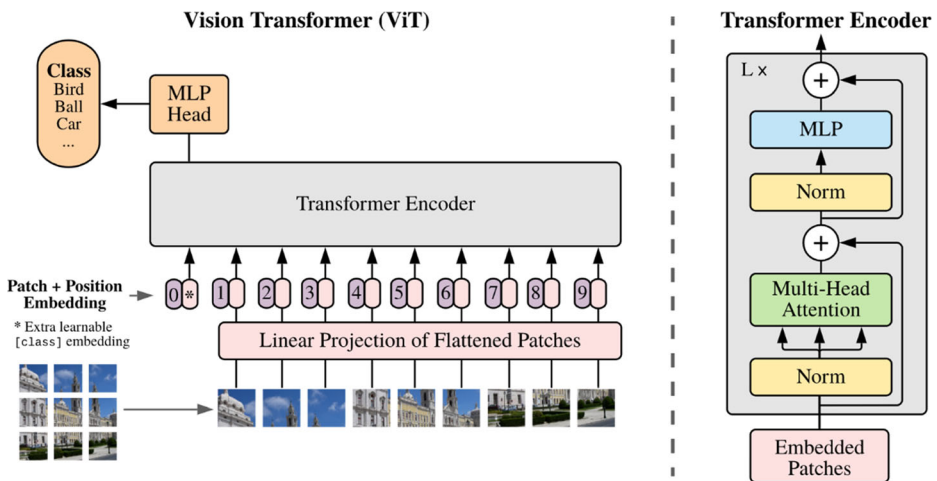 Vision Transformer (ViT)
Class
Bird
Ball
Car
...
MLP
Head
Transformer Encoder
Patch + Position
Embedding
0 *
1
2
3
4
5
6
7
8
9
* Extra learnable
[class] embedding
Linear Projection of Flattened Patches
Transformer Encoder
L ×
+
MLP
Norm
+
Multi-Head
Attention
Norm
Embedded
Patches